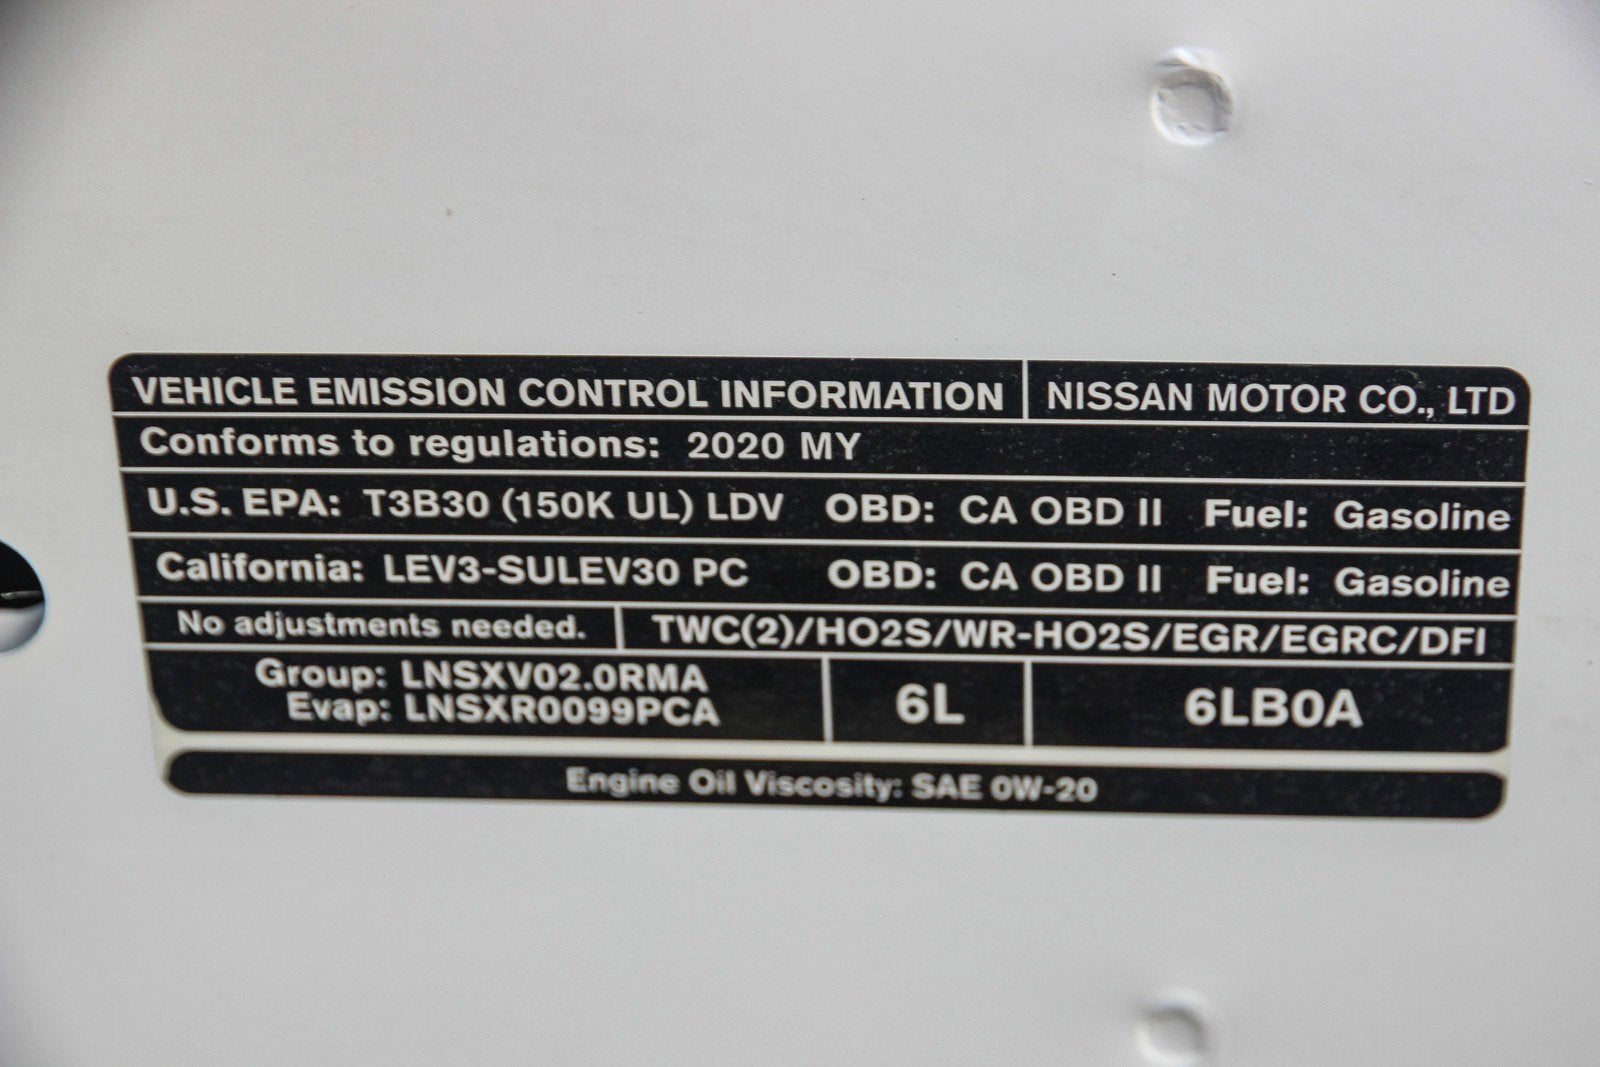 VEHICLE EMISSION CONTROL INFORMATION NISSAN MOTOR CO., LTD
Conforms to regulations: 2020 MY
U.S. EPA: T3B30 (150K UL) LDV OBD: CA OBD II Fuel: Gasoline
California: LEV3-SULEV30 PC OBD: CA OBD II Fuel: Gasoline
No adjustments needed. TWC(2)/HO2S/WR-HO2S/EGR/EGRC/DFI
Group: LNSXV02.0RMA
Evap: LNSXR0099PCA
6L 6LB0A
Engine Oil Viscosity: SAE 0W-20